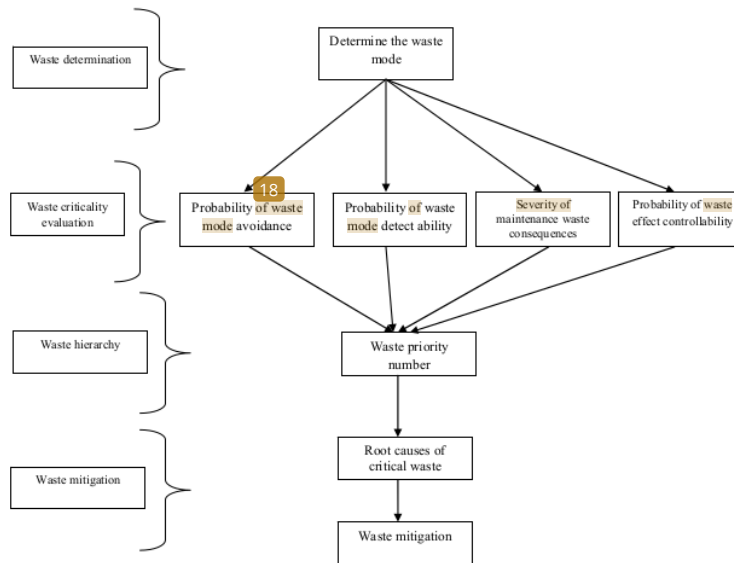 Waste determination
Determine the waste
mode
18
Waste criticality
evaluation
Probability of waste
mode avoidance
Probability of waste
mode detect ability
Severity of
maintenance waste
consequences
Probability of waste
effect controllability
Waste hierarchy
Waste priority
number
Waste mitigation
Root causes of
critical waste
Waste mitigation